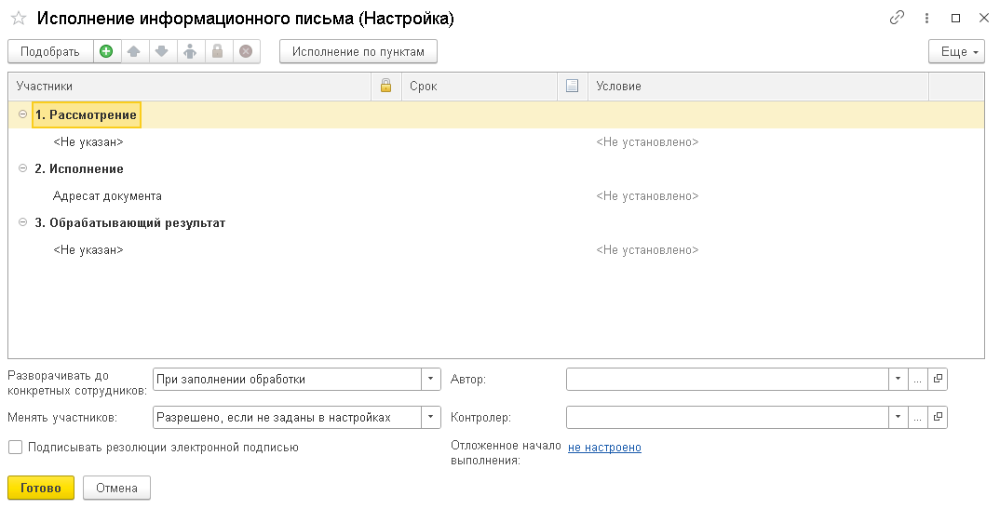 Исполнение информационного письма (Настройка)
Подобрать Исполнение по пунктам Еще
Участники Срок Условие
1. Рассмотрение
<Не указан> <Не установлено>
2. Исполнение
Адресат документа <Не установлено>
3. Обрабатывающий результат
<Не указан> <Не установлено>
Разворачивать до
конкретных сотрудников: При заполнении обработки Автор: ...
Менять участников: Разрешено, если не заданы в настройках Контролер: ...
Подписывать резолюции электронной подписью
Отложенное начало
выполнения: не настроено
Готово Отмена